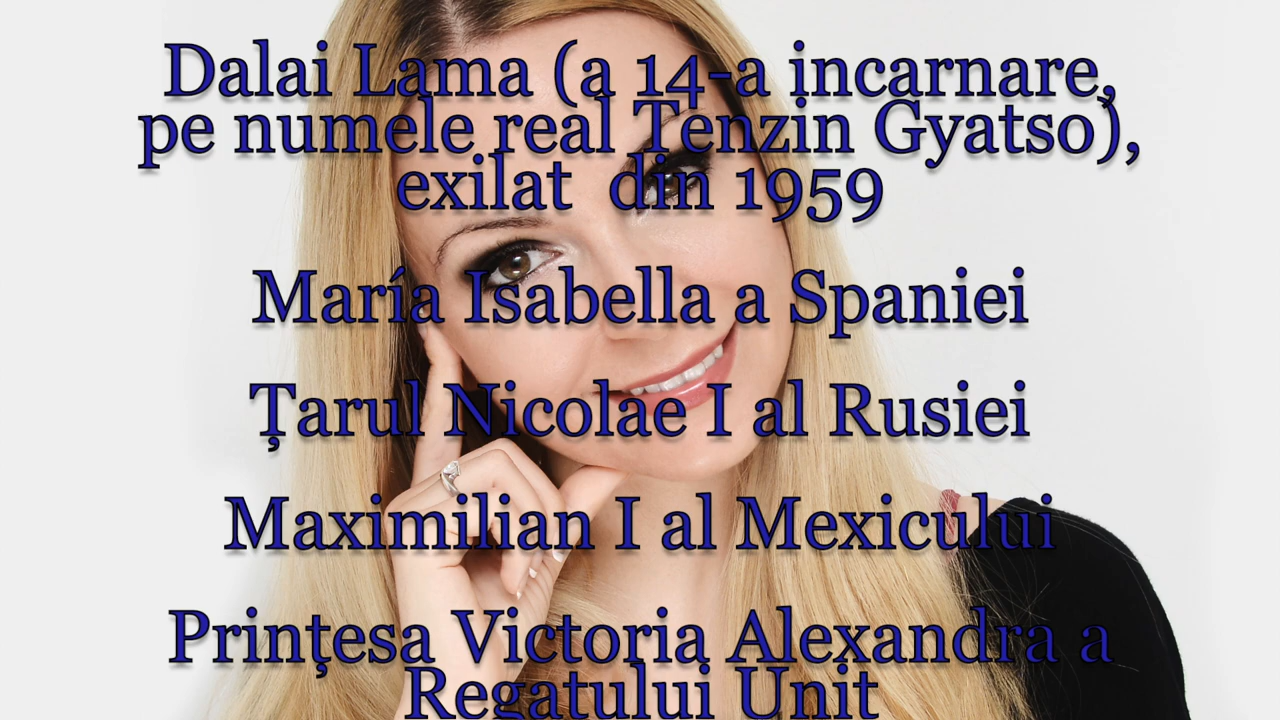 Dalai Lama (a 14-a incarnare,
pe numele real Tenzin Gyatso),
exilat  din 1959
María Isabella a Spaniei
Țarul Nicolae I al Rusiei
Maximilian I al Mexicului
Prințesa Victoria Alexandra a
Regatului Unit